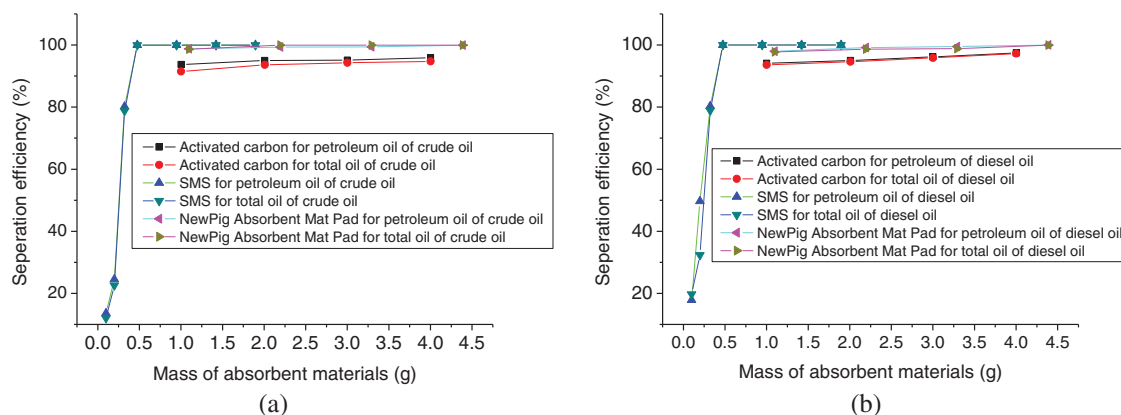 100
80
60
40
20
Seperation efficiency (%)
Activated carbon for petroleum oil of crude oil
Activated carbon for total oil of crude oil
SMS for petroleum oil of crude oil
SMS for total oil of crude oil
NewPig Absorbent Mat Pad for petroleum oil of crude oil
NewPig Absorbent Mat Pad for total oil of crude oil
0.0 0.5 1.0 1.5 2.0 2.5 3.0 3.5 4.0 4.5
Mass of absorbent materials (g)
(a)
100
80
60
40
20
Seperation efficiency (%)
Activated carbon for petroleum of diesel oil
Activated carbon for total oil of diesel oil
SMS for petroleum oil of diesel oil
SMS for total oil of diesel oil
NewPig Absorbent Mat Pad for petroleum oil of diesel oil
NewPig Absorbent Mat Pad for total oil of diesel oil
0.0 0.5 1.0 1.5 2.0 2.5 3.0 3.5 4.0 4.5
Mass of absorbent materials (g)
(b)